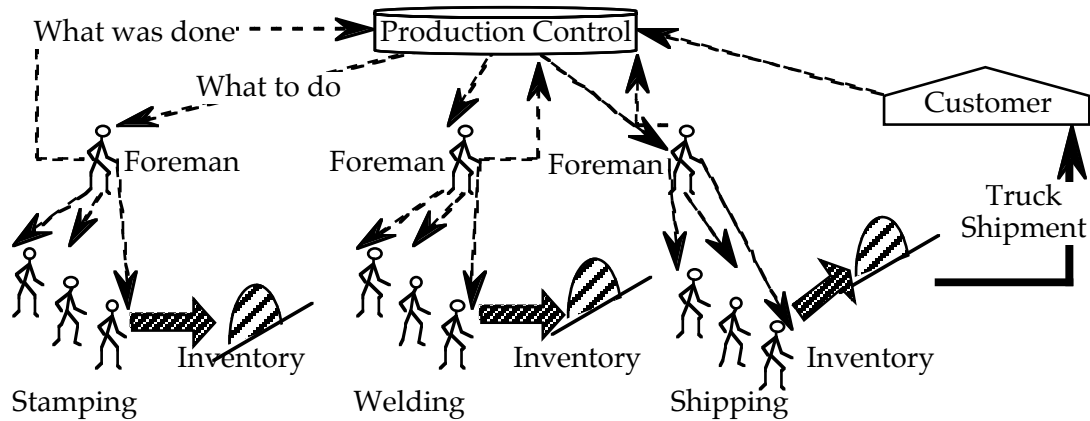 What was done
Production Control
What to do
Customer
Foreman
Foreman
Foreman
Truck
Shipment
Inventory
Inventory
Inventory
Stamping
Welding
Shipping